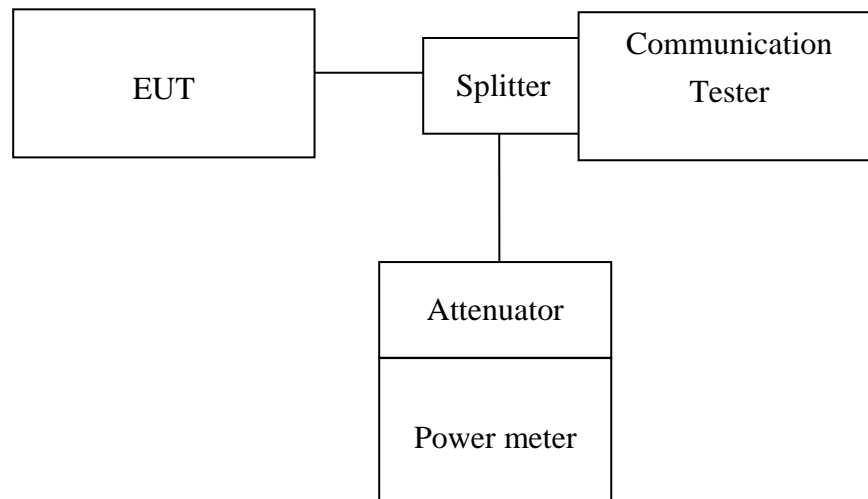 EUT
Splitter
Communication
Tester
Attenuator
Power meter